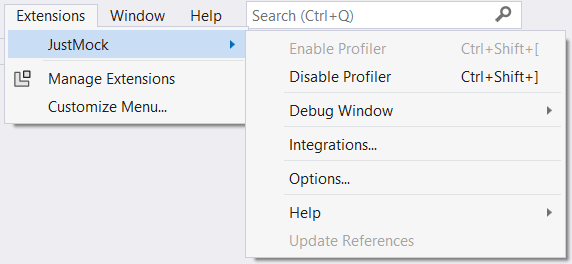 Extensions Window Help Search (Ctrl+Q)
JustMock
Manage Extensions
Customize Menu...
Enable Profiler Ctrl+Shift+[
Disable Profiler Ctrl+Shift+]
Debug Window
Integrations...
Options...
Help
Update References